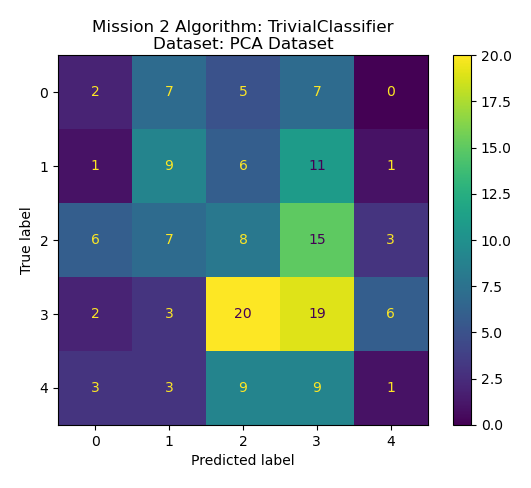 Mission 2 Algorithm: TrivialClassifier
Dataset: PCA Dataset
True label
0 2 7 5 7 0
1 1 9 6 11 1
2 6 7 8 15 3
3 2 3 20 19 6
4 3 3 9 9 1
0 1 2 3 4
Predicted label
20.0
17.5
15.0
12.5
10.0
7.5
5.0
2.5
0.0